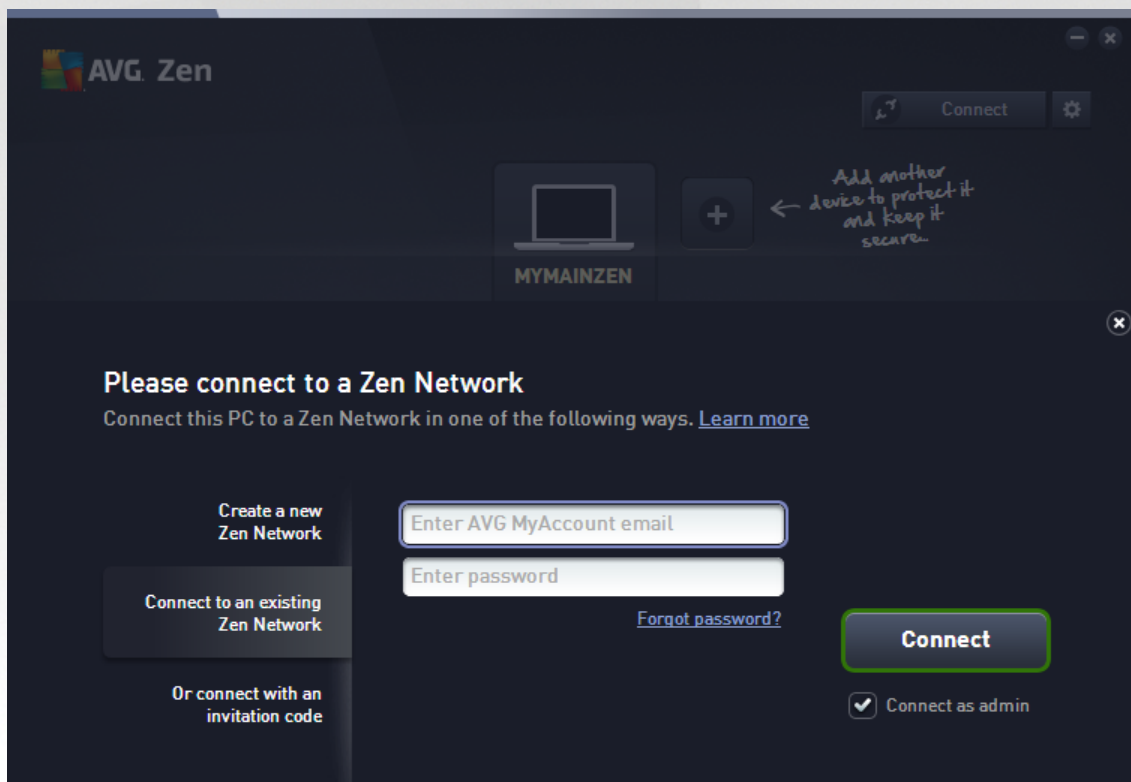 AVG. Zen
Connect
Add another
device to protect it
and keep it
secure...
MYMAINZEN
Please connect to a Zen Network
Connect this PC to a Zen Network in one of the following ways. Learn more
Create a new
Zen Network
Enter AVG MyAccount email
Enter password
Connect to an existing
Zen Network
Forgot password?
Connect
Or connect with an
invitation code
Connect as admin